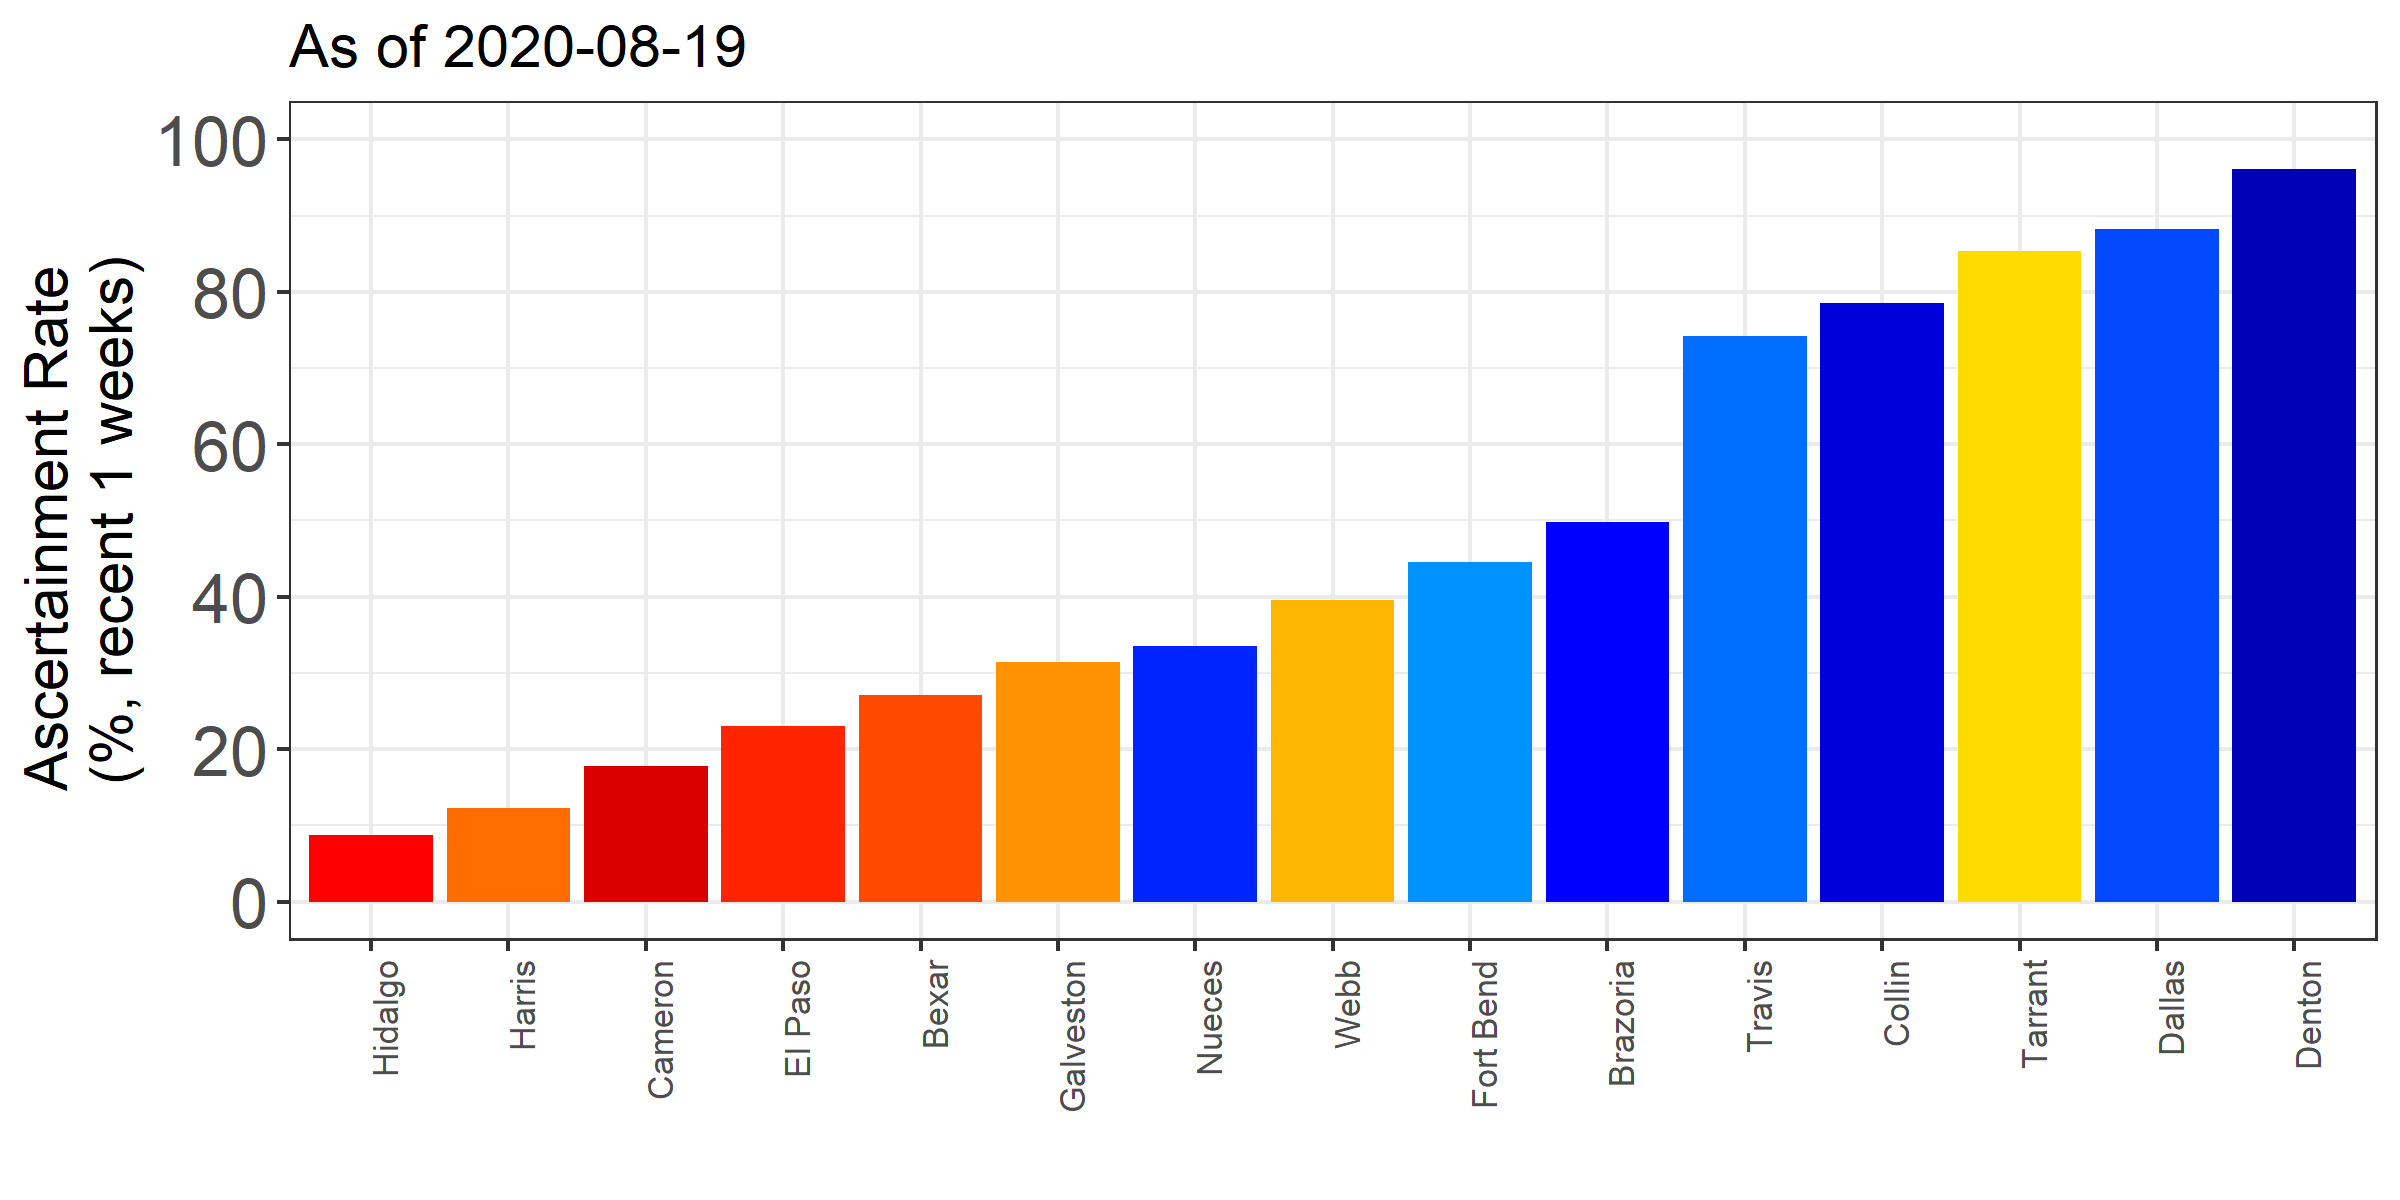 As of 2020-08-19
Ascertainment Rate
(%, recent 1 weeks)
100
80
60
40
20
0
Hidalgo
Harris
Cameron
El Paso
Bexar
Galveston
Nueces
Webb
Fort Bend
Brazoria
Travis
Collin
Tarrant
Dallas
Denton